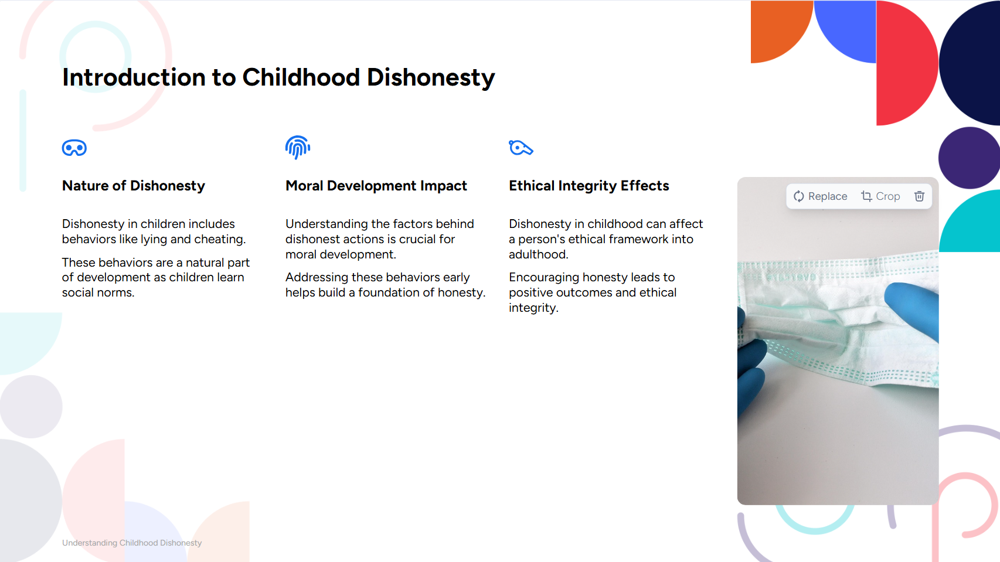 Introduction to Childhood Dishonesty
Nature of Dishonesty
Dishonesty in children includes
behaviors like lying and cheating.
These behaviors are a natural part
of development as children learn
social norms.
Moral Development Impact
Understanding the factors behind
dishonest actions is crucial for
moral development.
Addressing these behaviors early
helps build a foundation of honesty.
Ethical Integrity Effects
Dishonesty in childhood can affect
a person's ethical framework into
adulthood.
Encouraging honesty leads to
positive outcomes and ethical
integrity.
Replace Crop
Understanding Childhood Dishonesty